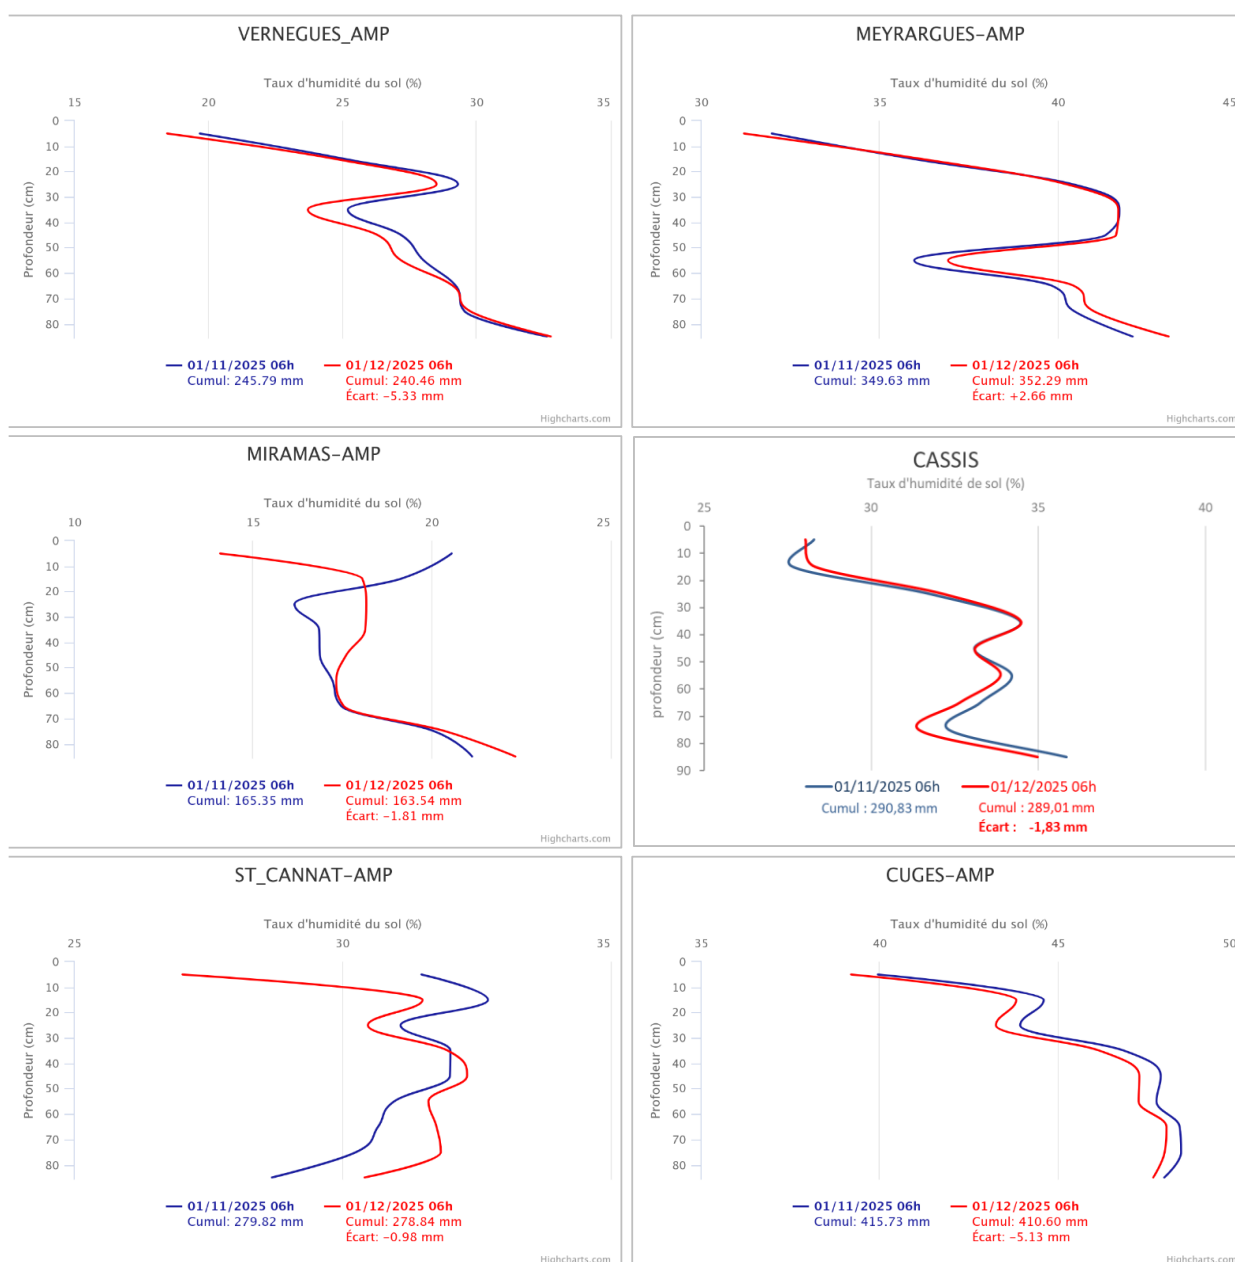 VERNEGUES_AMP
Taux d'humidité du sol (%)
15 20 25 30 35
Profondeur (cm)
0
10
20
30
40
50
60
70
80
01/11/2025 06h 01/12/2025 06h
Cumul: 245.79 mm Cumul: 240.46 mm
Écart: −5.33 mm
Highcharts.com
MEYRARGUES−AMP
Taux d'humidité du sol (%)
30 35 40 45
Profondeur (cm)
0
10
20
30
40
50
60
70
80
01/11/2025 06h 01/12/2025 06h
Cumul: 349.63 mm Cumul: 352.29 mm
Écart: +2.66 mm
Highcharts.com
MIRAMAS−AMP
Taux d'humidité du sol (%)
10 15 20 25
Profondeur (cm)
0
10
20
30
40
50
60
70
80
01/11/2025 06h 01/12/2025 06h
Cumul: 165.35 mm Cumul: 163.54 mm
Écart: −1.81 mm
Highcharts.com
CASSIS
Taux d'humidité de sol (%)
25 30 35 40
profondeur (cm)
0
10
20
30
40
50
60
70
80
90
01/11/2025 06h 01/12/2025 06h
Cumul : 290,83 mm Cumul : 289,01 mm
Écart : -1,83 mm
ST_CANNAT−AMP
Taux d'humidité du sol (%)
25 30 35
Profondeur (cm)
0
10
20
30
40
50
60
70
80
01/11/2025 06h 01/12/2025 06h
Cumul: 279.82 mm Cumul: 278.84 mm
Écart: −0.98 mm
Highcharts.com
CUGES−AMP
Taux d'humidité du sol (%)
35 40 45 50
Profondeur (cm)
0
10
20
30
40
50
60
70
80
01/11/2025 06h 01/12/2025 06h
Cumul: 415.73 mm Cumul: 410.60 mm
Écart: −5.13 mm
Highcharts.com